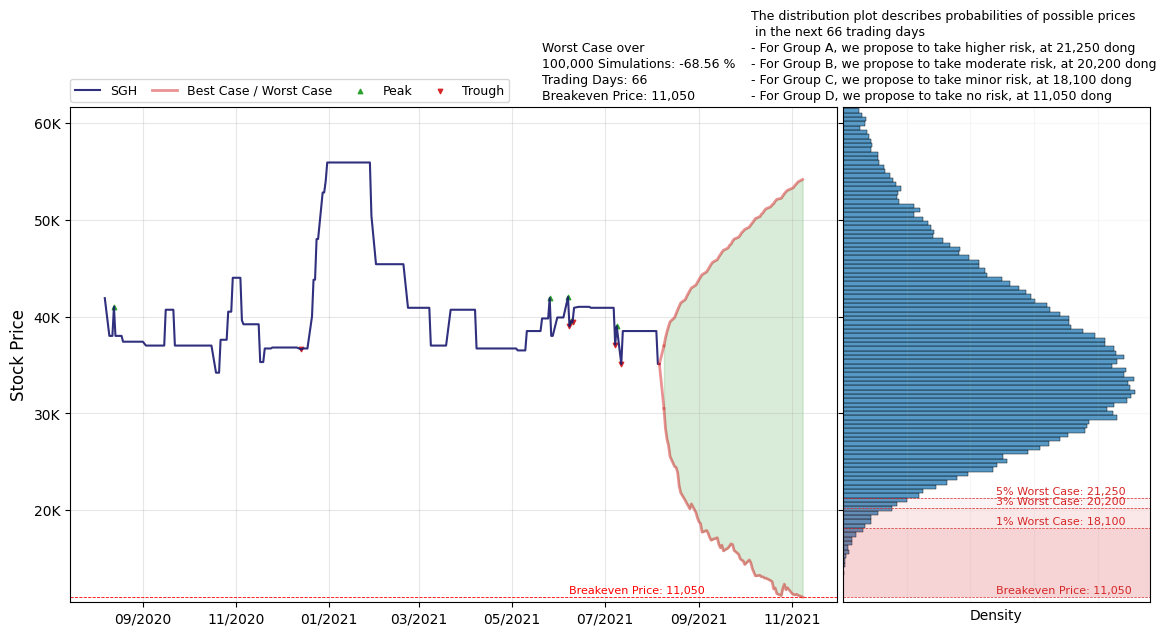 The distribution plot describes probabilities of possible prices
in the next 66 trading days
- For Group A, we propose to take higher risk, at 21,250 dong
- For Group B, we propose to take moderate risk, at 20,200 dong
- For Group C, we propose to take minor risk, at 18,100 dong
- For Group D, we propose to take no risk, at 11,050 dong
Worst Case over
100,000 Simulations: -68.56 %
Trading Days: 66
Breakeven Price: 11,050
SGH
Best Case / Worst Case
Peak
Trough
60K
50K
40K
30K
20K
Stock Price
Breakeven Price: 11,050
09/2020
11/2020
01/2021
03/2021
05/2021
07/2021
09/2021
11/2021
5% Worst Case: 21,250
3% Worst Case: 20,200
1% Worst Case: 18,100
Breakeven Price: 11,050
Density